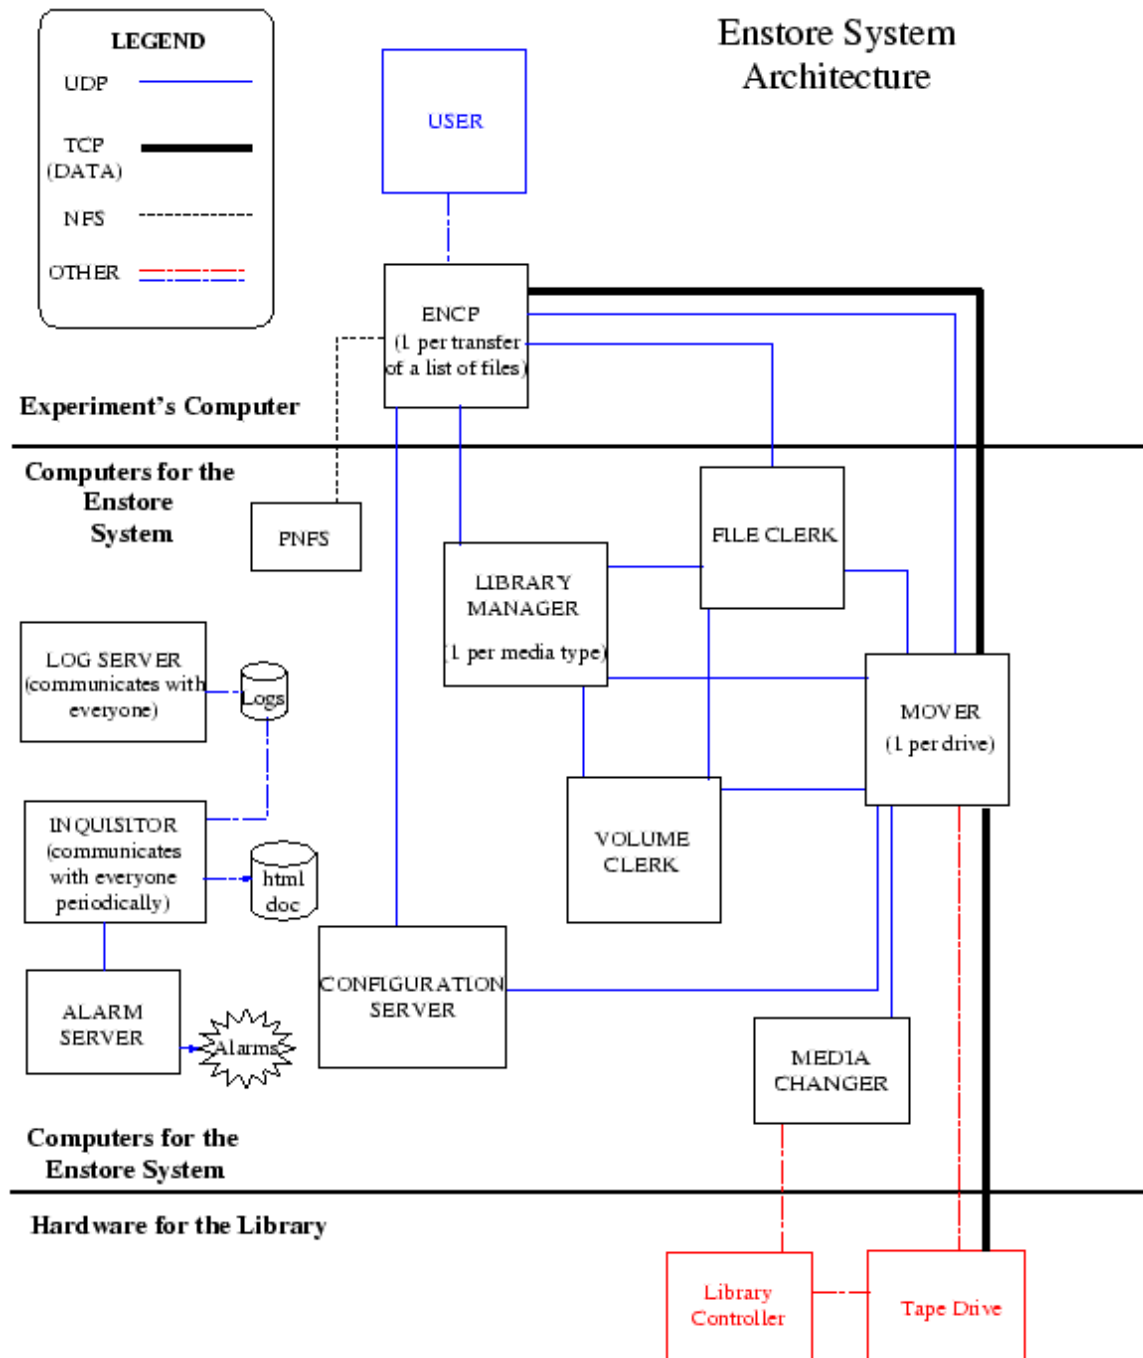 Enstore System
Architecture
LEGEND
UDP
TCP
(DATA)
NFS
OTHER
USER
ENCP
(1 per transfer
of a list of files)
Experiment's Computer
Computers for the
Enstore
System
PNFS
FILE CLERK
LIBRARY
MANAGER
(1 per media type)
LOG SERVER
(communicates with
everyone)
Logs
MOVER
(1 per drive)
INQUISITOR
(communicates
with everyone
periodically)
html
doc
VOLUME
CLERK
CONFIGURATION
SERVER
ALARM
SERVER
Alarms
MEDIA
CHANGER
Computers for the
Enstore System
Hardware for the Library
Library
Controller
Tape Drive